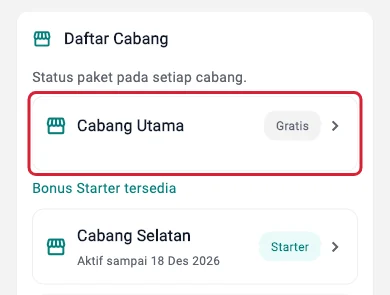 Daftar Cabang
Status paket pada setiap cabang.
Cabang Utama
Gratis
Bonus Starter tersedia
Cabang Selatan
Starter
Aktif sampai 18 Des 2026